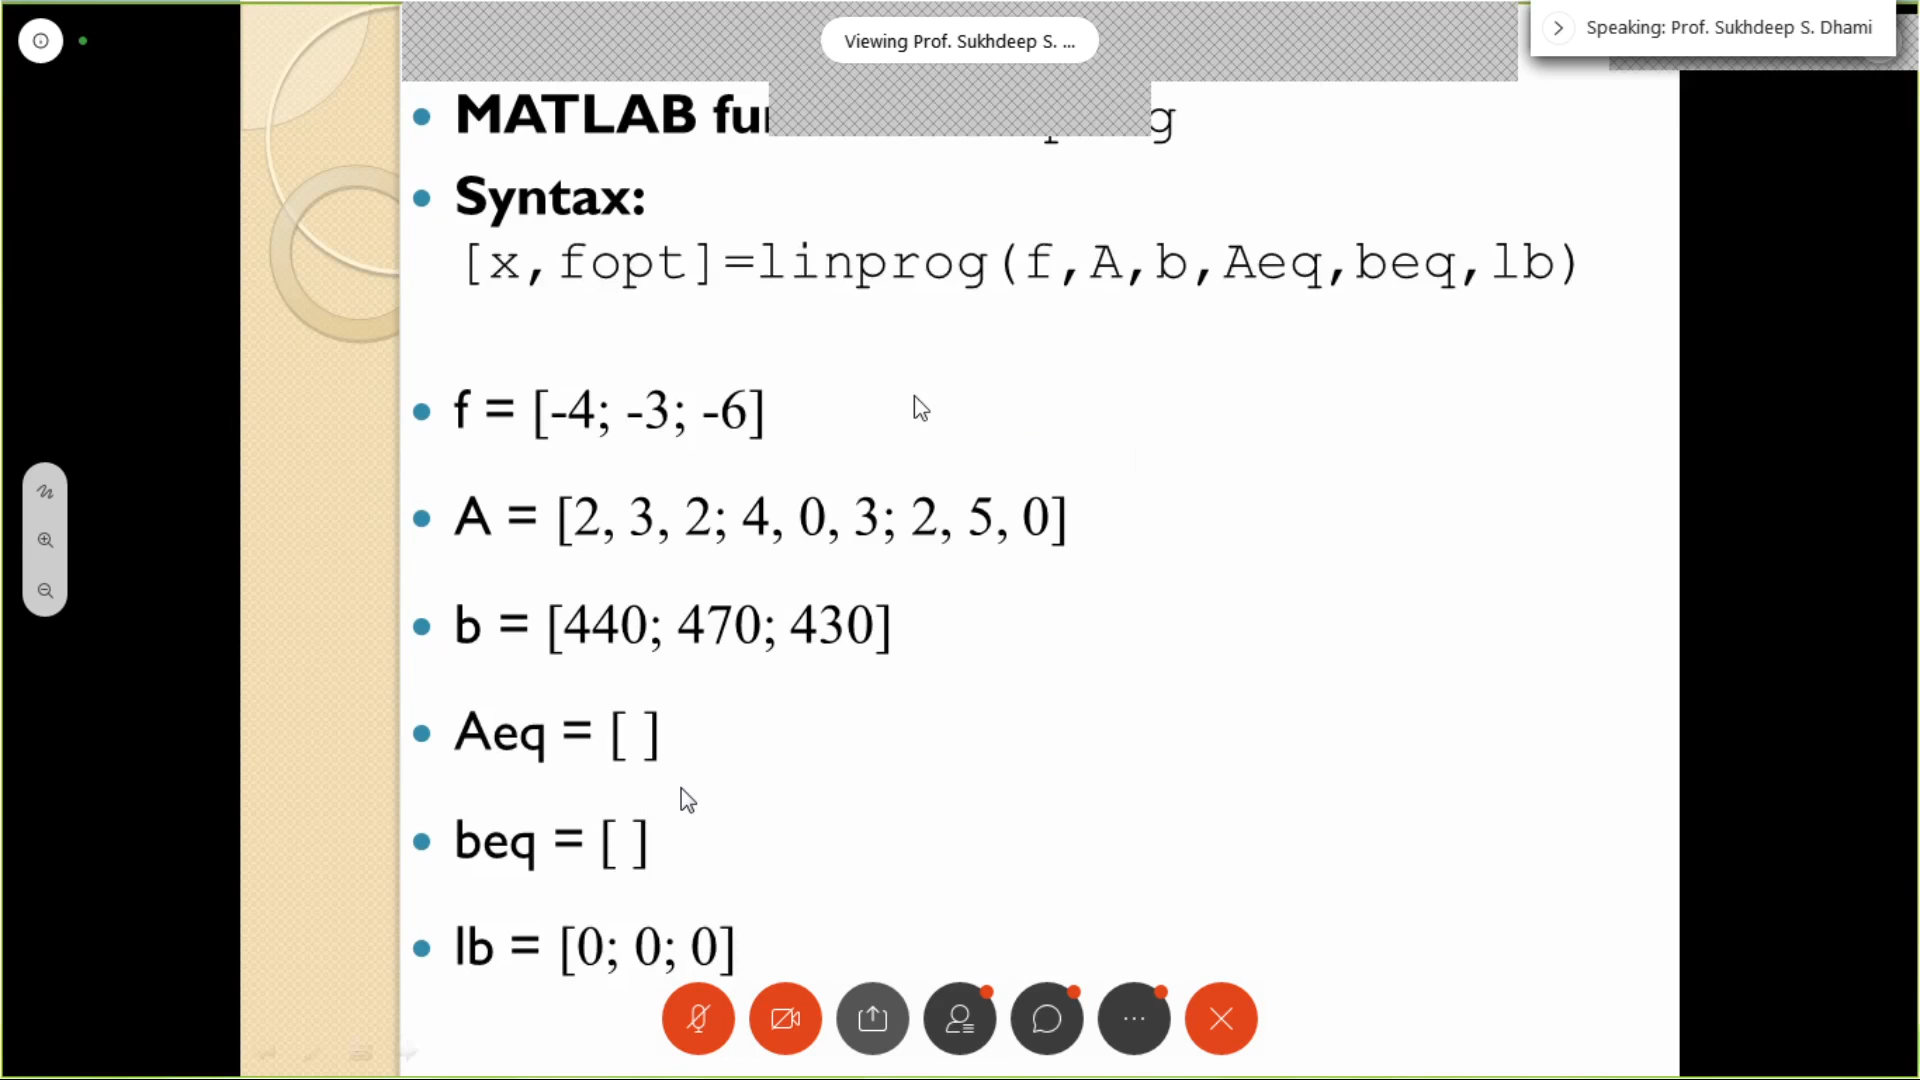 Viewing Prof. Sukhdeep S. ...
Speaking: Prof. Sukhdeep S. Dhami
MATLAB
Syntax:
[x,fopt]=linprog(f,A,b,Aeq,beq,lb)
f = [-4; -3; -6]
A = [2, 3, 2; 4, 0, 3; 2, 5, 0]
b = [440; 470; 430]
Aeq = [ ]
beq = [ ]
lb = [0; 0; 0]